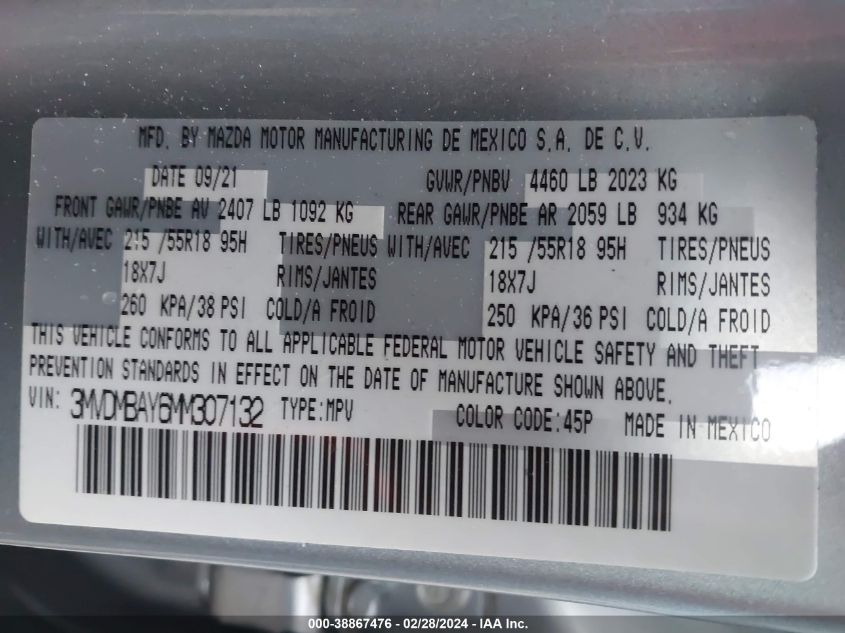 MFD. BY MAZDA MOTOR MANUFACTURING DE MEXICO S.A. DE C.V.
DATE 09/21 GVWR/PNBV 4460 LB 2023 KG
FRONT GAWR/PNBE AV 2407 LB 1092 KG REAR GAWR/PNBE AR 2059 LB 934 KG
WITH/AVEC 215 /55R18 95H TIRES/PNEUS WITH/AVEC 215 /55R18 95H TIRES/PNEUS
18X7J RIMS/JANTES 18X7J RIMS/JANTES
260 KPA/38 PSI COLD/A FROID 250 KPA/36 PSI COLD/A FROID
THIS VEHICLE CONFORMS TO ALL APPLICABLE FEDERAL MOTOR VEHICLE SAFETY AND THEFT
PREVENTION STANDARDS IN EFFECT ON THE DATE OF MANUFACTURE SHOWN ABOVE.
VIN: 3MVDMBAY6MM307132 TYPE:MPV COLOR CODE:45P MADE IN MEXICO
000-38867476 - 02/28/2024 - IAA Inc.